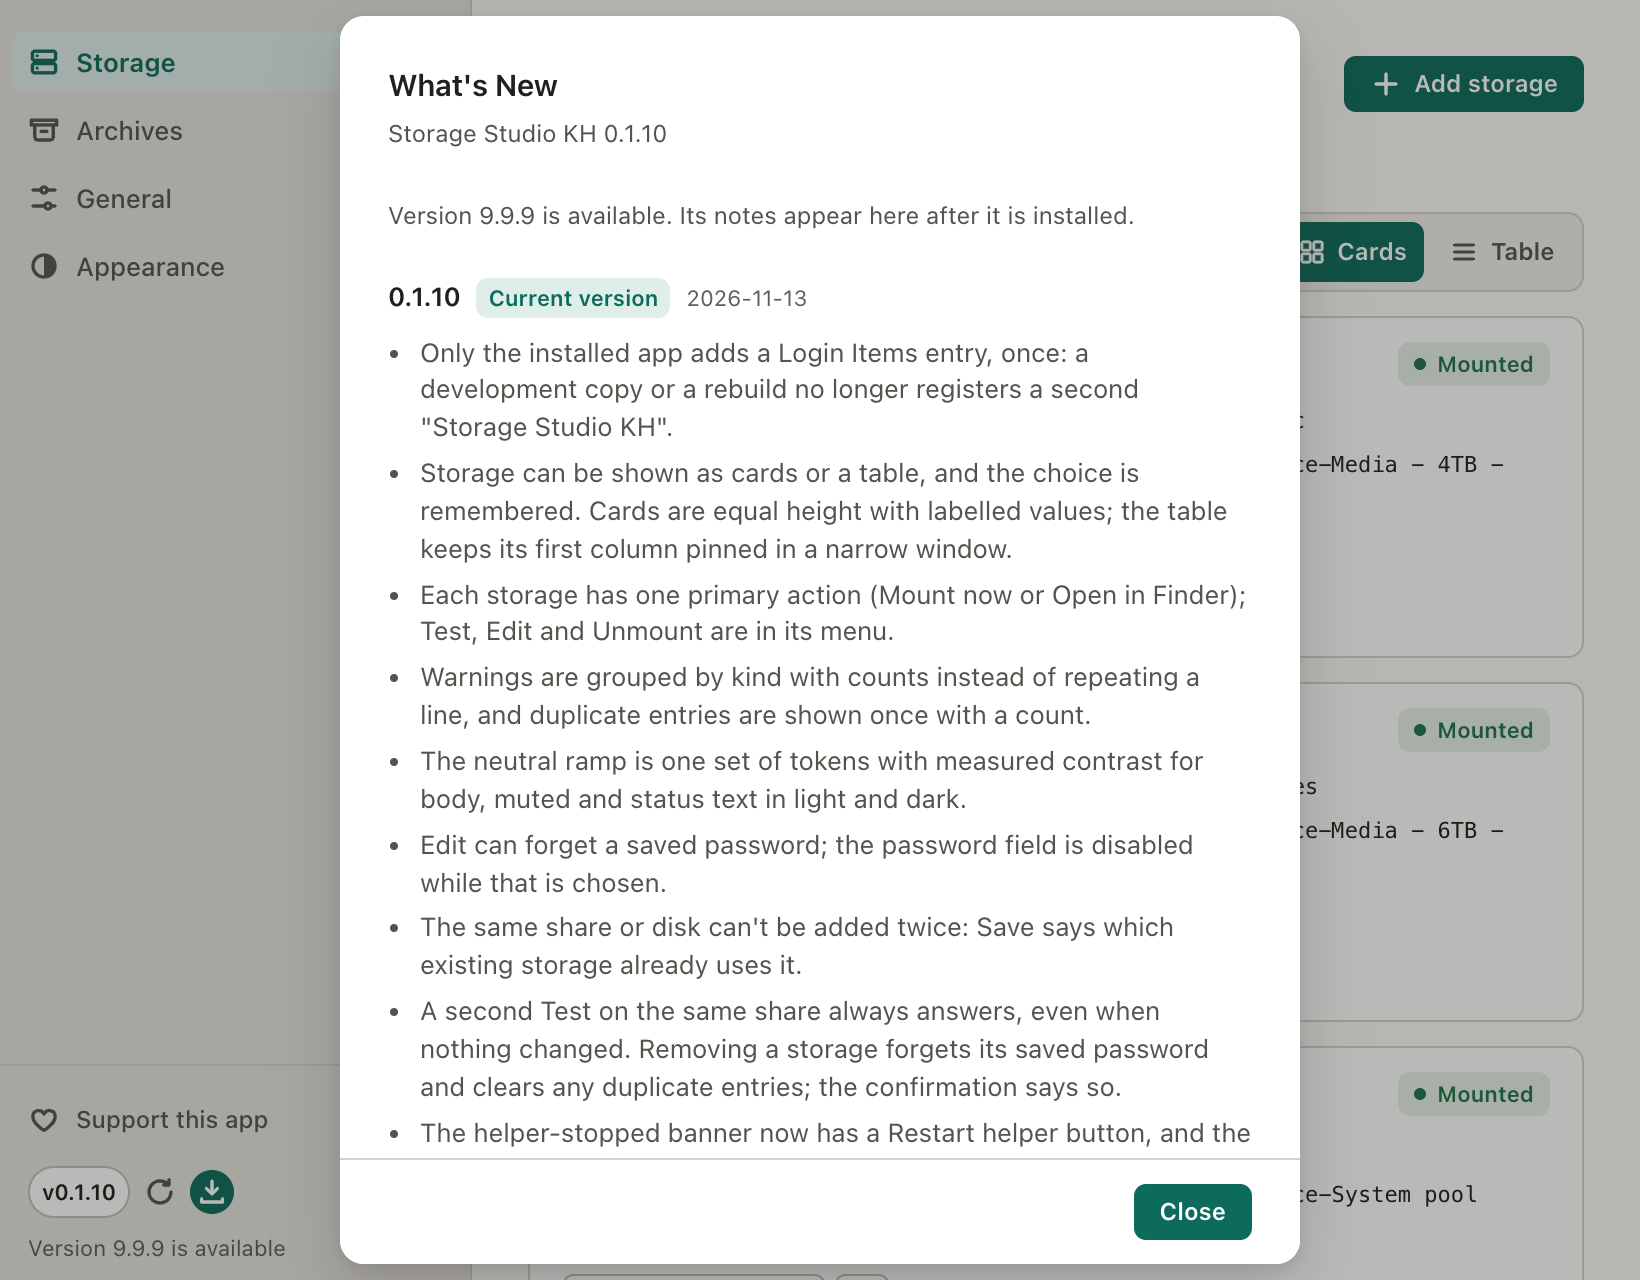 Storage
Archives
General
Appearance
Support this app
v0.1.10
Version 9.9.9 is available
What's New
Storage Studio KH 0.1.10
Version 9.9.9 is available. Its notes appear here after it is installed.
0.1.10 Current version 2026-11-13
• Only the installed app adds a Login Items entry, once: a
development copy or a rebuild no longer registers a second
"Storage Studio KH".
• Storage can be shown as cards or a table, and the choice is
remembered. Cards are equal height with labelled values; the table
keeps its first column pinned in a narrow window.
• Each storage has one primary action (Mount now or Open in Finder);
Test, Edit and Unmount are in its menu.
• Warnings are grouped by kind with counts instead of repeating a
line, and duplicate entries are shown once with a count.
• The neutral ramp is one set of tokens with measured contrast for
body, muted and status text in light and dark.
• Edit can forget a saved password; the password field is disabled
while that is chosen.
• The same share or disk can't be added twice: Save says which
existing storage already uses it.
• A second Test on the same share always answers, even when
nothing changed. Removing a storage forgets its saved password
and clears any duplicate entries; the confirmation says so.
• The helper-stopped banner now has a Restart helper button, and the
Close
Add storage
Cards
Table
Mounted
ce-Media - 4TB -
Mounted
es
ce-Media - 6TB -
Mounted
ce-System pool